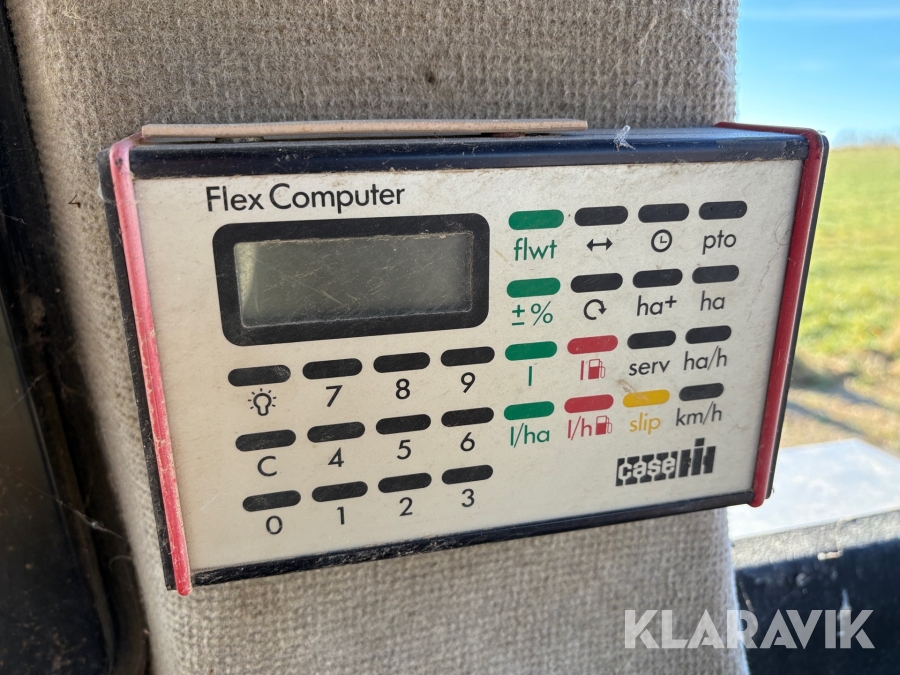 Flex Computer
flwt ↔ pto
±% ha+ ha
7 8 9 l serv ha/h
C 4 5 6 l/ha l/h slip km/h
0 1 2 3
case IH
KLARAVIK